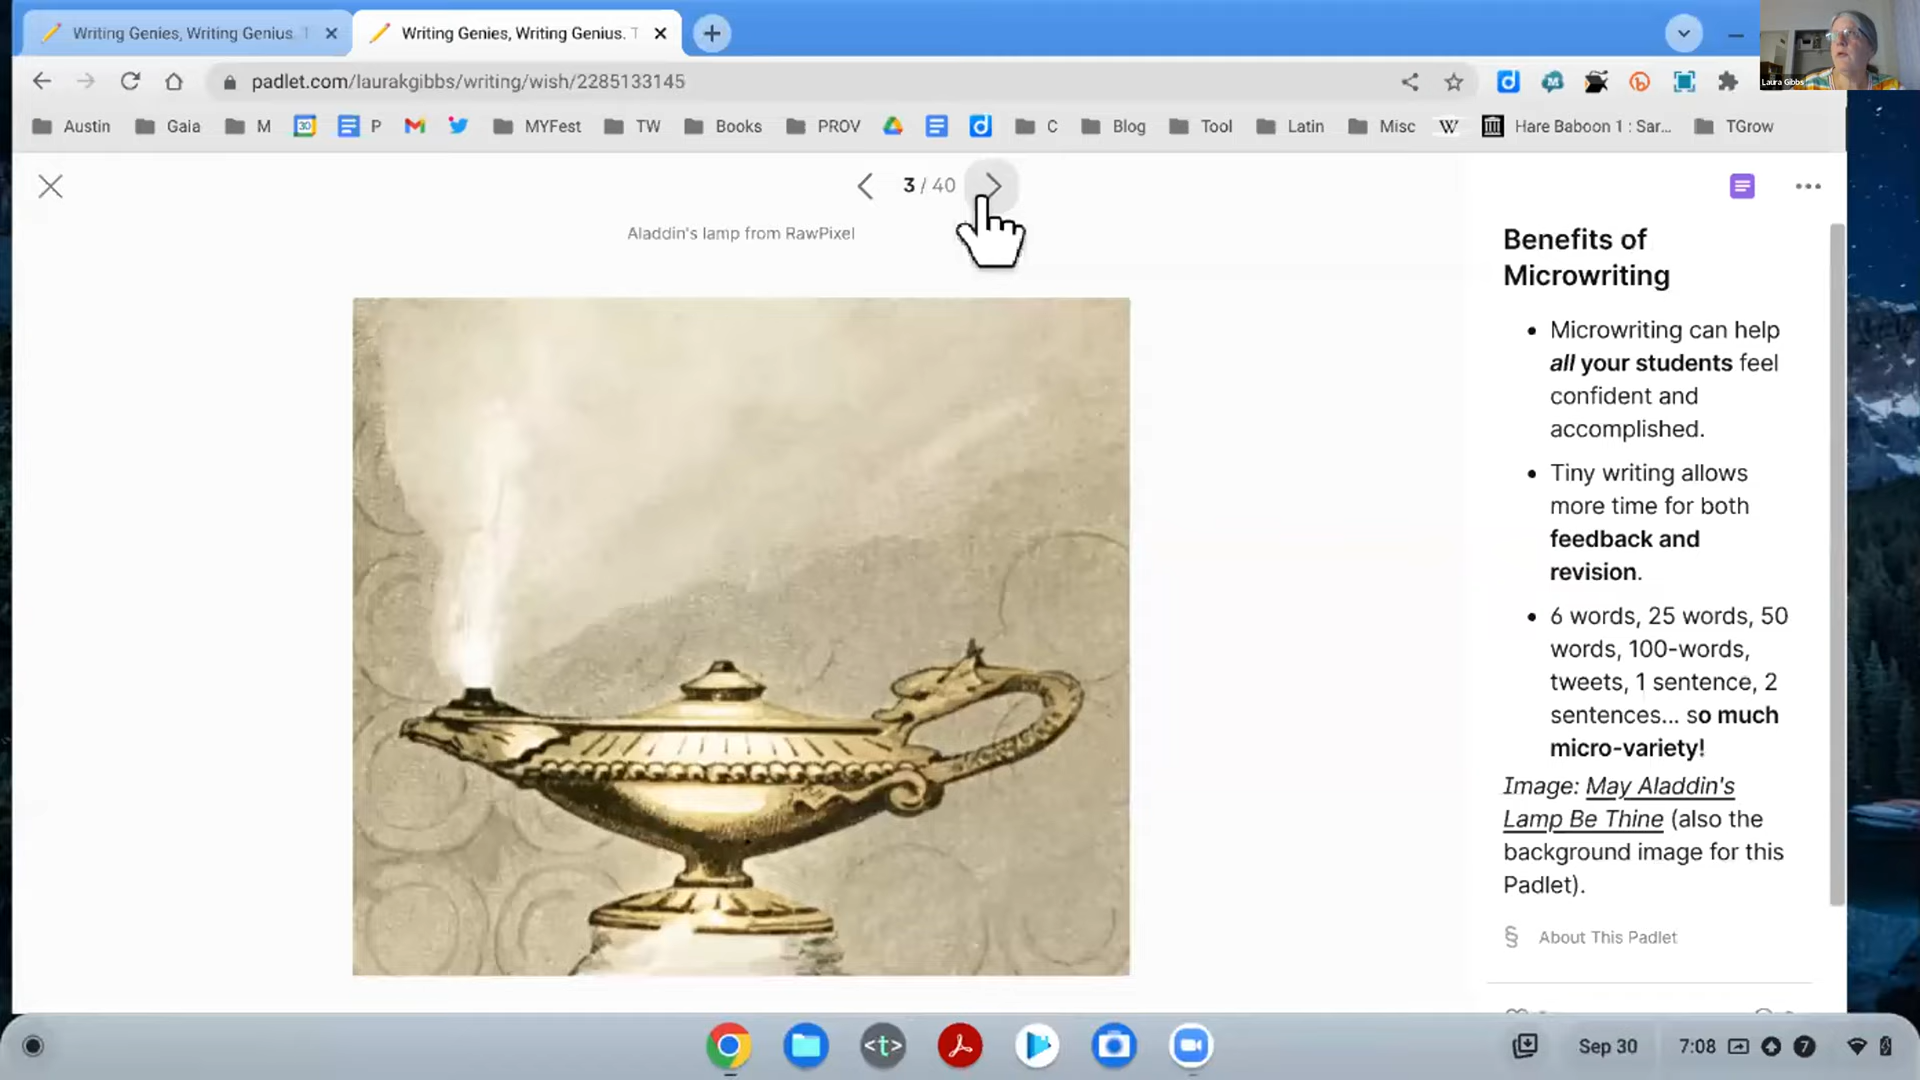 Writing Genies, Writing Genius. T
Writing Genies, Writing Genius. T
padlet.com/laurakgibbs/writing/wish/2285133145
Laura Gibbs
Austin Gaia M 30 P MYFest TW Books PROV C Blog Tool Latin Misc W Hare Baboon 1 : Sar... TGrow
3 / 40
Aladdin's lamp from RawPixel
Benefits of
Microwriting
• Microwriting can help
all your students feel
confident and
accomplished.
• Tiny writing allows
more time for both
feedback and
revision.
• 6 words, 25 words, 50
words, 100-words,
tweets, 1 sentence, 2
sentences... so much
micro-variety!
Image: May Aladdin's
Lamp Be Thine (also the
background image for this
Padlet).
§ About This Padlet
<t>
Sep 30 7:08 7